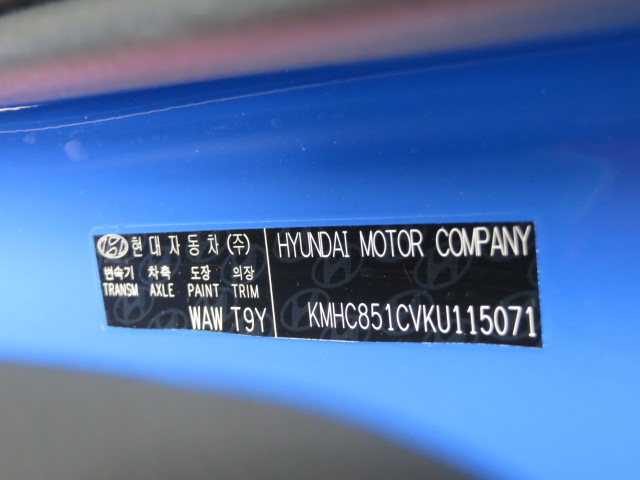 현대자동차(주)
변속기 차축 도장 의장
TRANSM AXLE PAINT TRIM
WAW T9Y
HYUNDAI MOTOR COMPANY
KMHC851CVKU115071